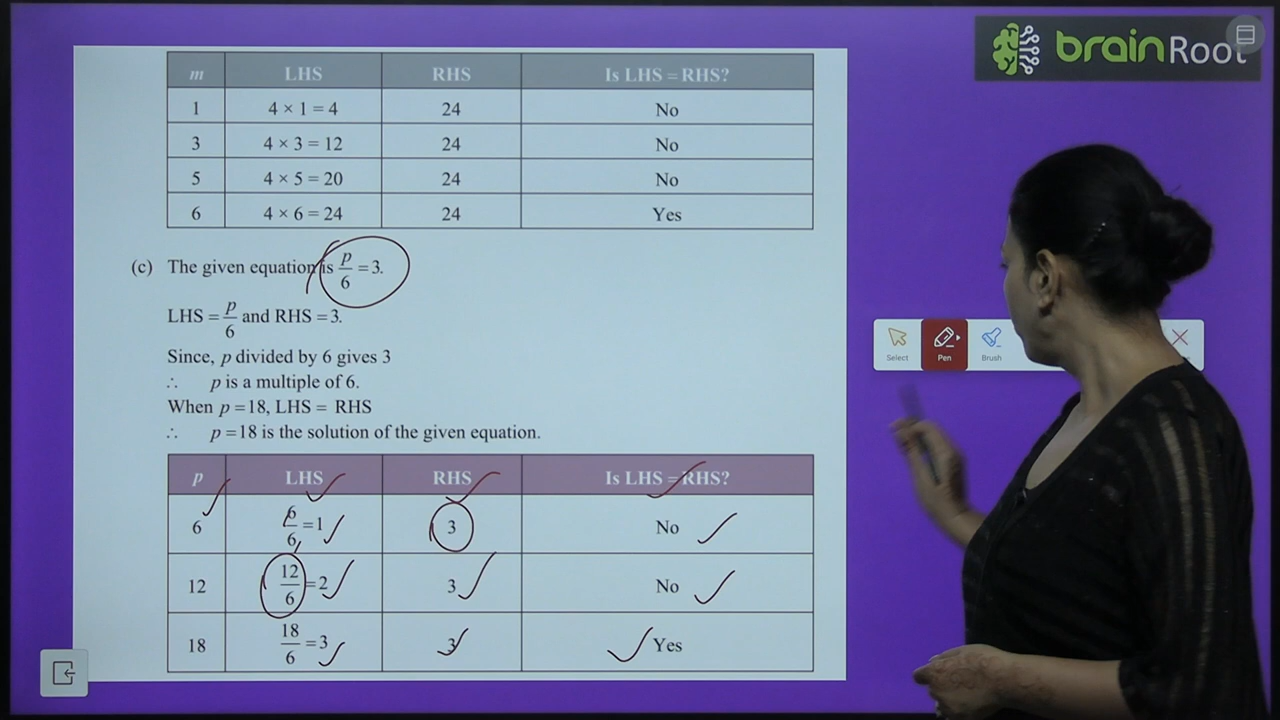 brainRoot
m LHS RHS Is LHS = RHS?
1 4 × 1 = 4 24 No
3 4 × 3 = 12 24 No
5 4 × 5 = 20 24 No
6 4 × 6 = 24 24 Yes
(c) The given equation is p/6 = 3.
LHS = p/6 and RHS = 3.
Since, p divided by 6 gives 3
∴ p is a multiple of 6.
When p = 18, LHS = RHS
∴ p = 18 is the solution of the given equation.
Select Pen Brush
p LHS RHS Is LHS = RHS?
6 6/6 = 1 3 No
12 12/6 = 2 3 No
18 18/6 = 3 3 Yes